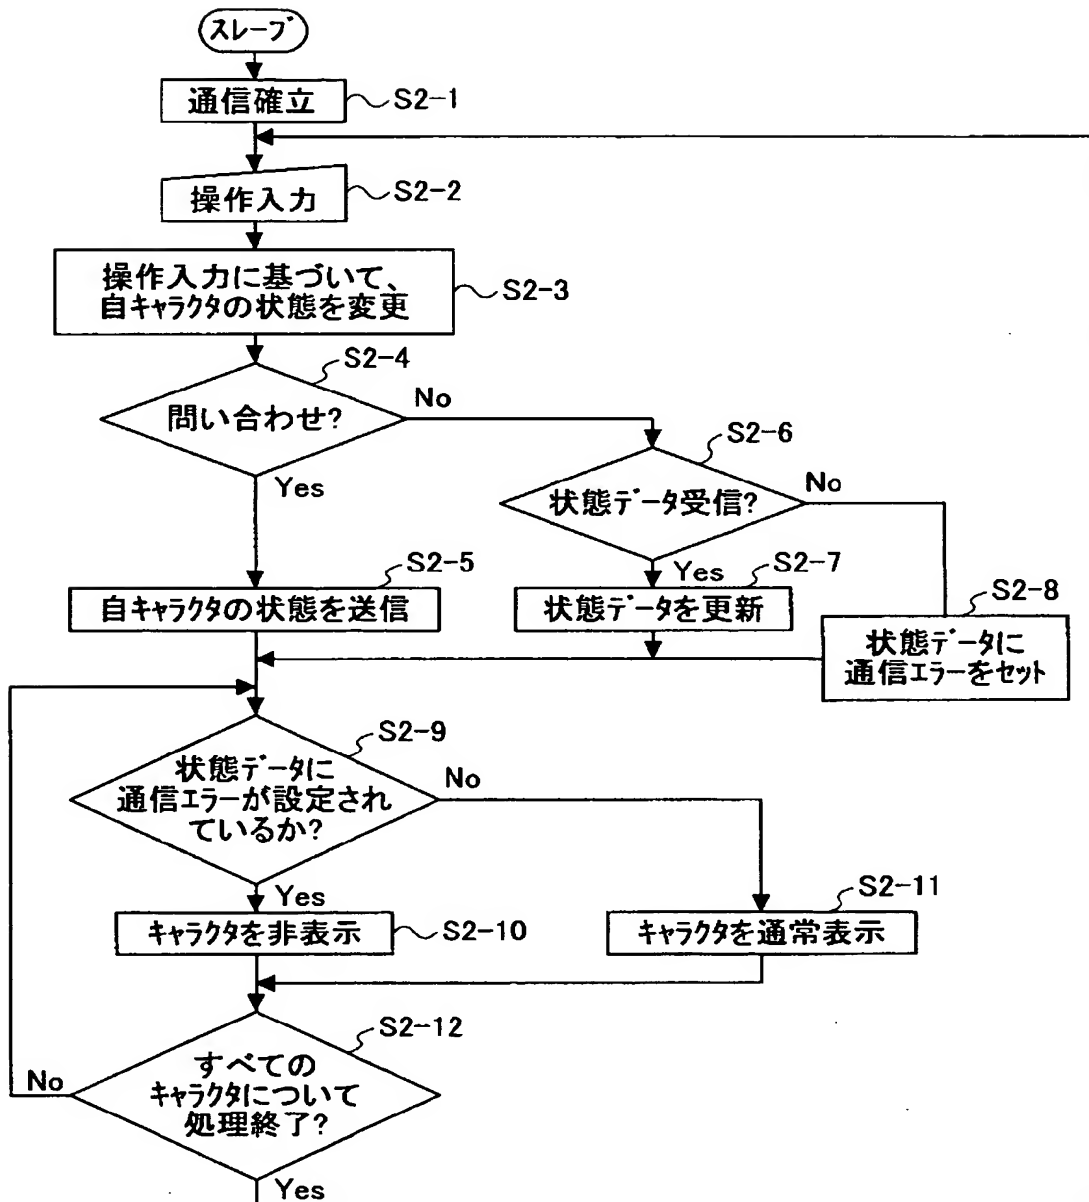 スレーブ
通信確立
S2-1
操作入力
S2-2
操作入力に基づいて、
自キャラクタの状態を変更
S2-3
S2-4
問い合わせ?
No
Yes
S2-6
状態データ受信?
No
Yes
S2-5
自キャラクタの状態を送信
S2-7
状態データを更新
S2-8
状態データに
通信エラーをセット
S2-9
状態データに
通信エラーが設定され
ているか?
No
Yes
キャラクタを非表示
S2-10
S2-11
キャラクタを通常表示
S2-12
すべての
キャラクタについて
処理終了?
No
Yes